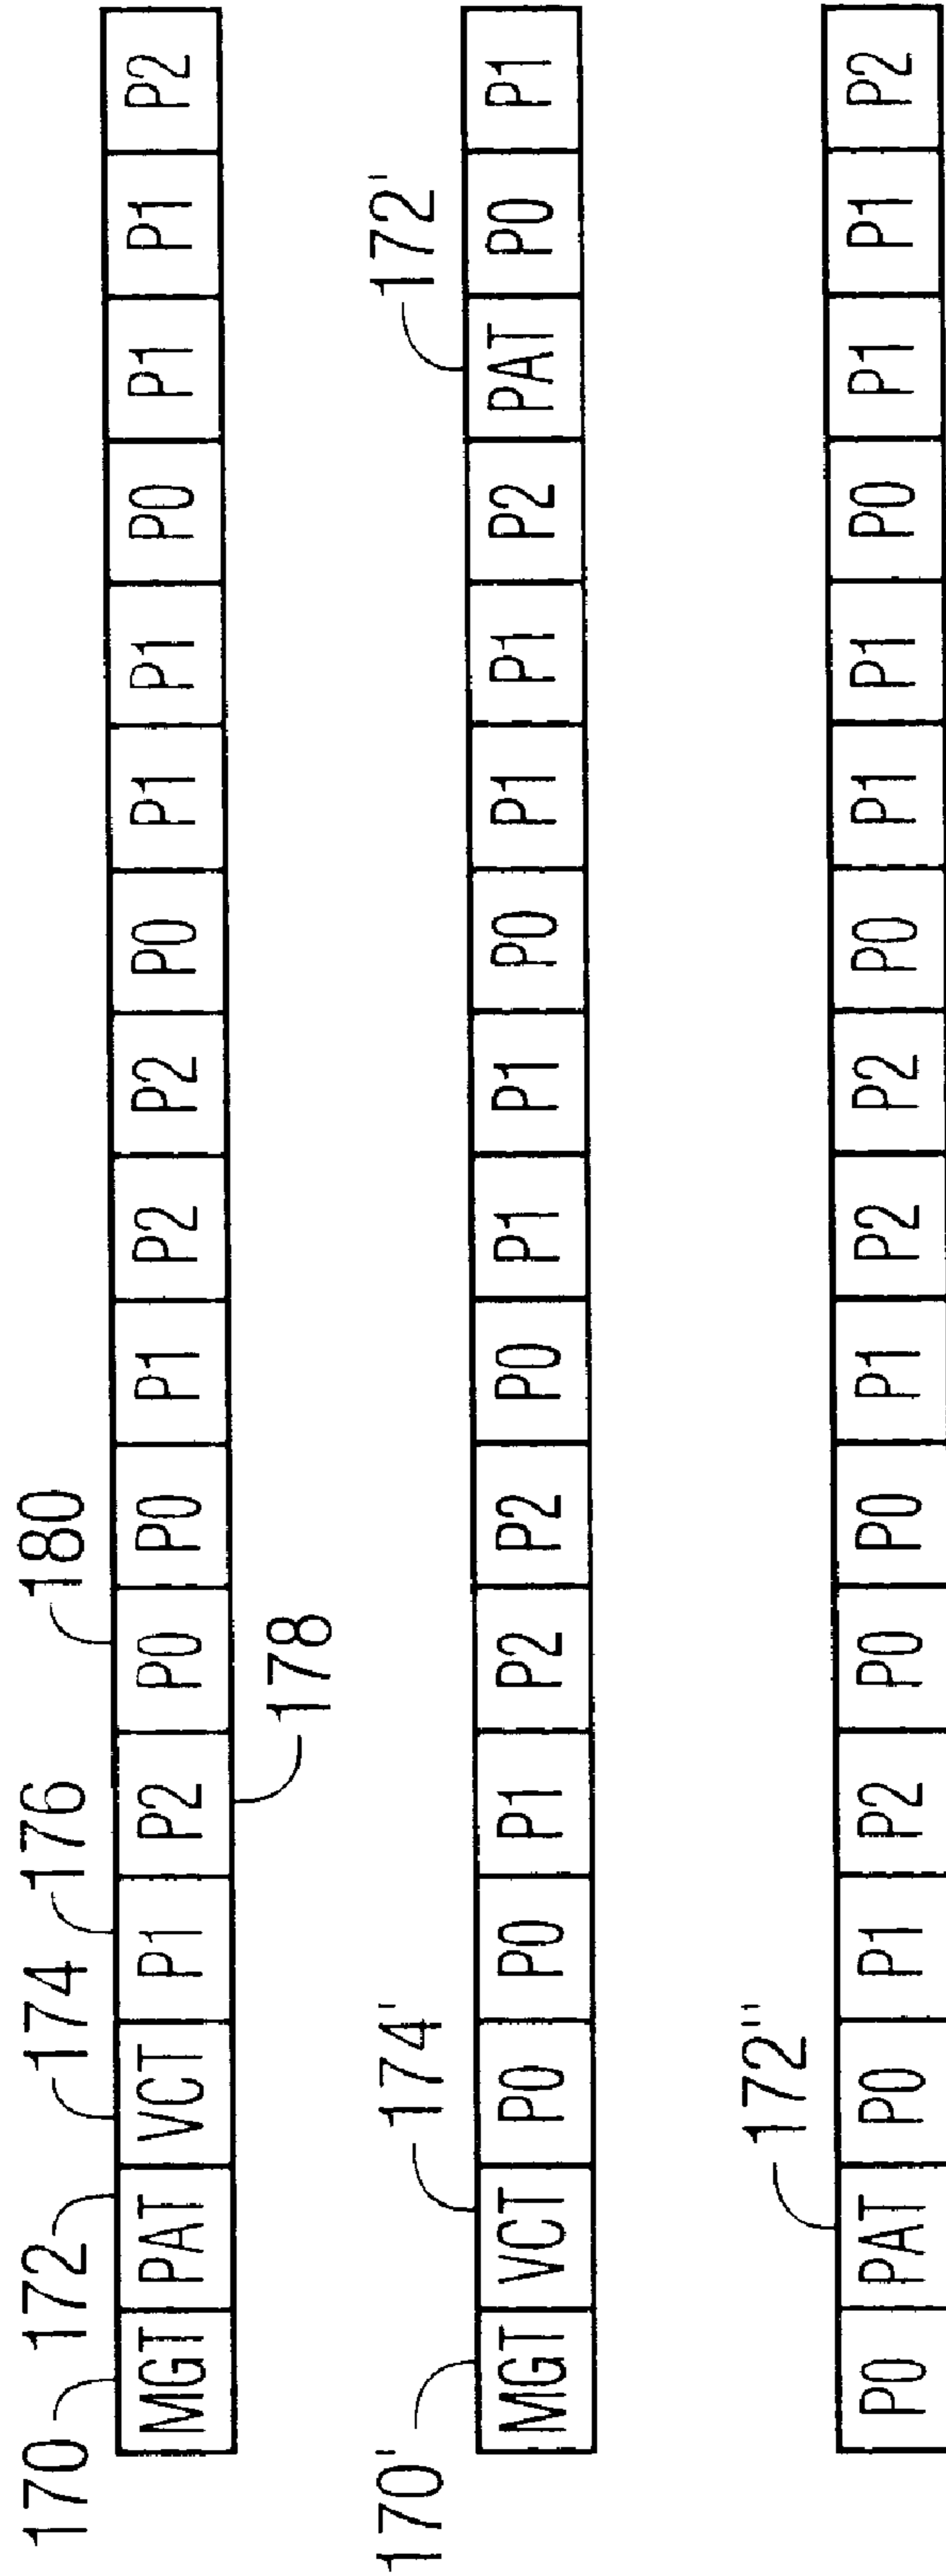 170 172 174 176 180
MGT PAT VCT P1 P2 P0 P0 P1 P2 P2 P0 P1 P1 P0 P1 P1 P2
178
170' 174' 172'
MGT VCT P0 P0 P1 P2 P2 P0 P1 P1 P0 P1 P1 P2 PAT P0 P1
172"
P0 PAT P0 P1 P2 P0 P0 P1 P2 P2 P0 P1 P1 P0 P1 P1 P2